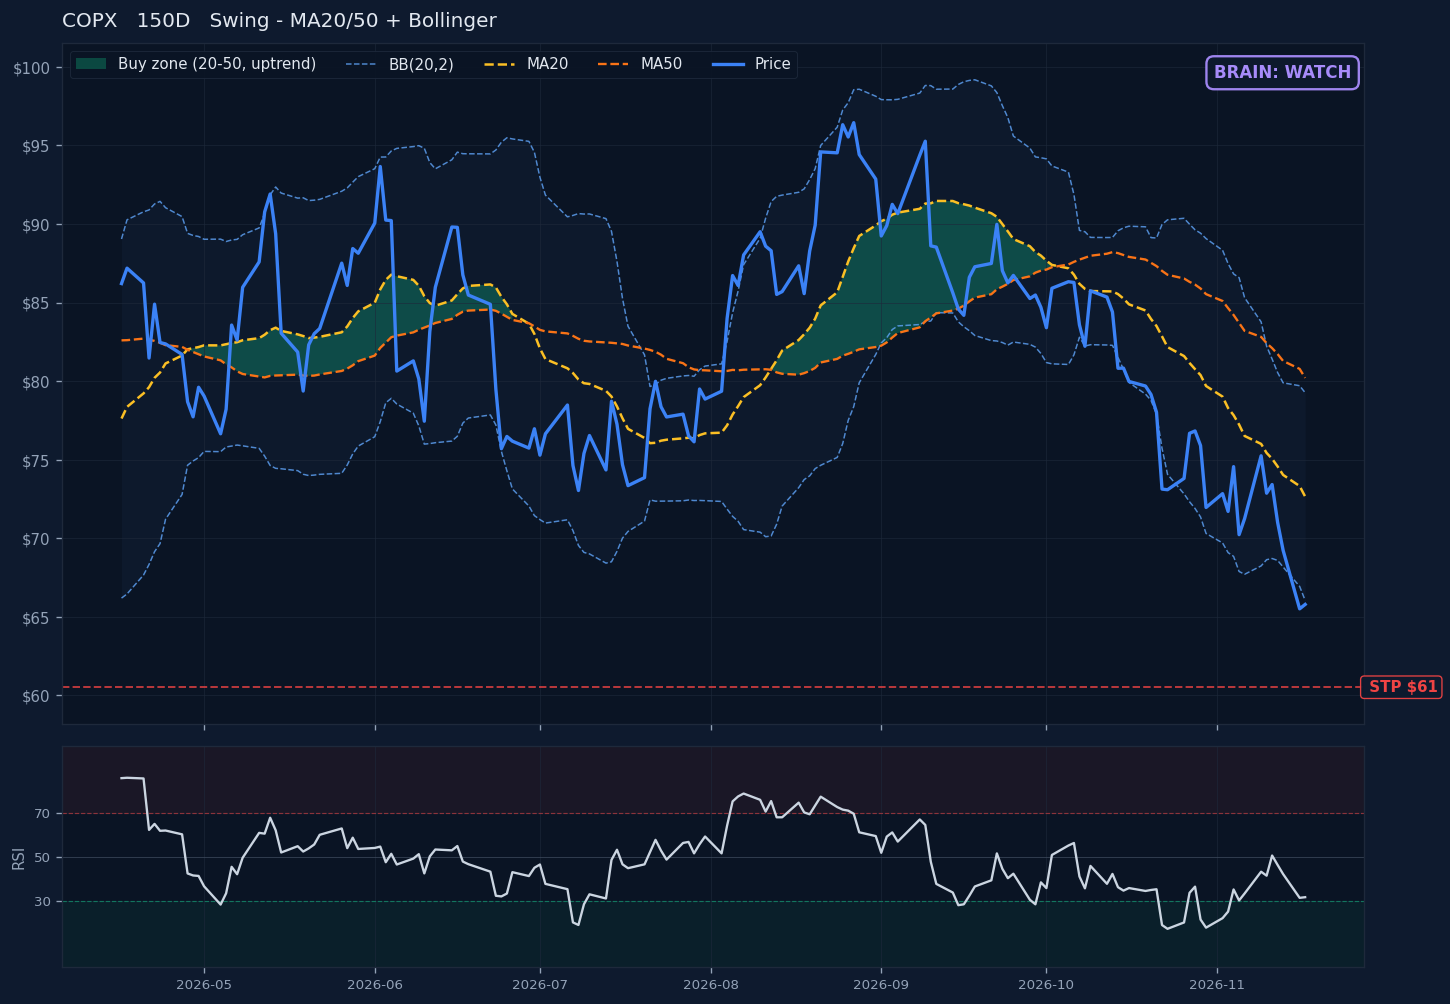 COPX   150D   Swing - MA20/50 + Bollinger
Buy zone (20-50, uptrend)   BB(20,2)   MA20   MA50   Price
BRAIN: WATCH
$100
$95
$90
$85
$80
$75
$70
$65
$60
STP $61
RSI
70
50
30
2026-05   2026-06   2026-07   2026-08   2026-09   2026-10   2026-11